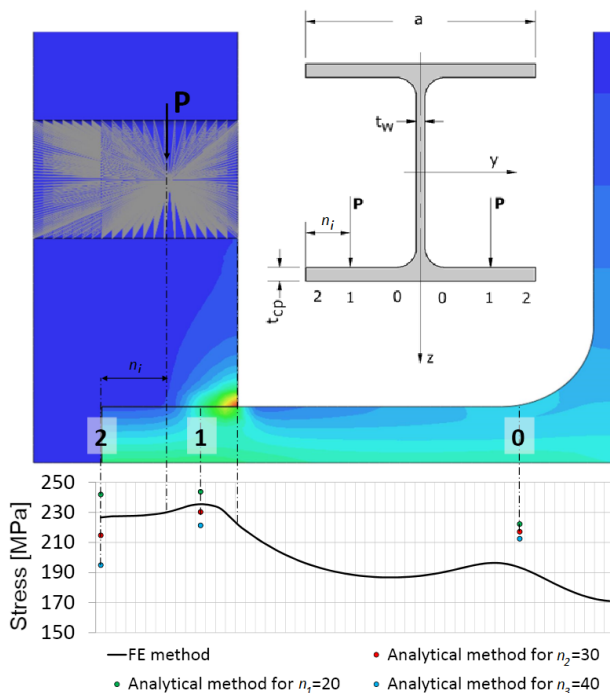 a
P
t_w
y
n_i
P
P
t_cp
2 1 0 0 1 2
z
n_i
2 1 0
Stress [MPa]
250
230
210
190
170
150
FE method
Analytical method for n_2=30
Analytical method for n_1=20
Analytical method for n_3=40